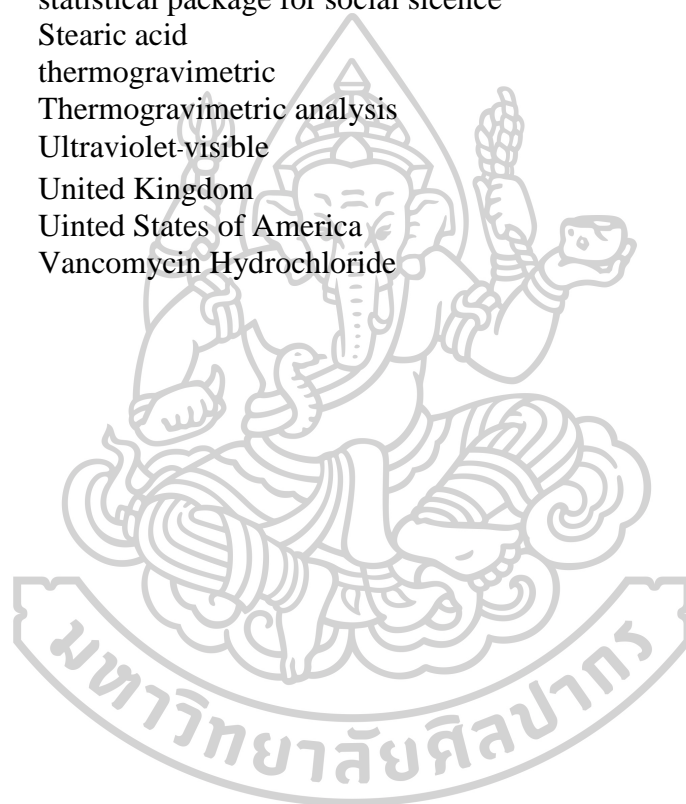 statistical package for social sicence
Stearic acid
thermogravimetric
Thermogravimetric analysis
Ultraviolet-visible
United Kingdom
Uinted States of America
Vancomycin Hydrochloride
มหาวิทยาลัยศิลปากร